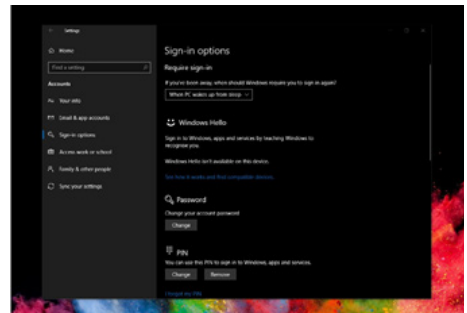 Settings
Home
Find a setting
Accounts
Your info
Email & app accounts
Sign-in options
Access work or school
Family & other people
Sync your settings
Sign-in options
Require sign-in
If you've been away, when should Windows require you to sign in again?
When PC wakes up from sleep
Windows Hello
Sign in to Windows, apps and services by teaching Windows to
recognize you.
Windows Hello isn't available on this device.
See how it works and find compatible devices.
Password
Change your account password
Change
PIN
You can use this PIN to sign in to Windows, apps and services.
Change Remove
I forgot my PIN